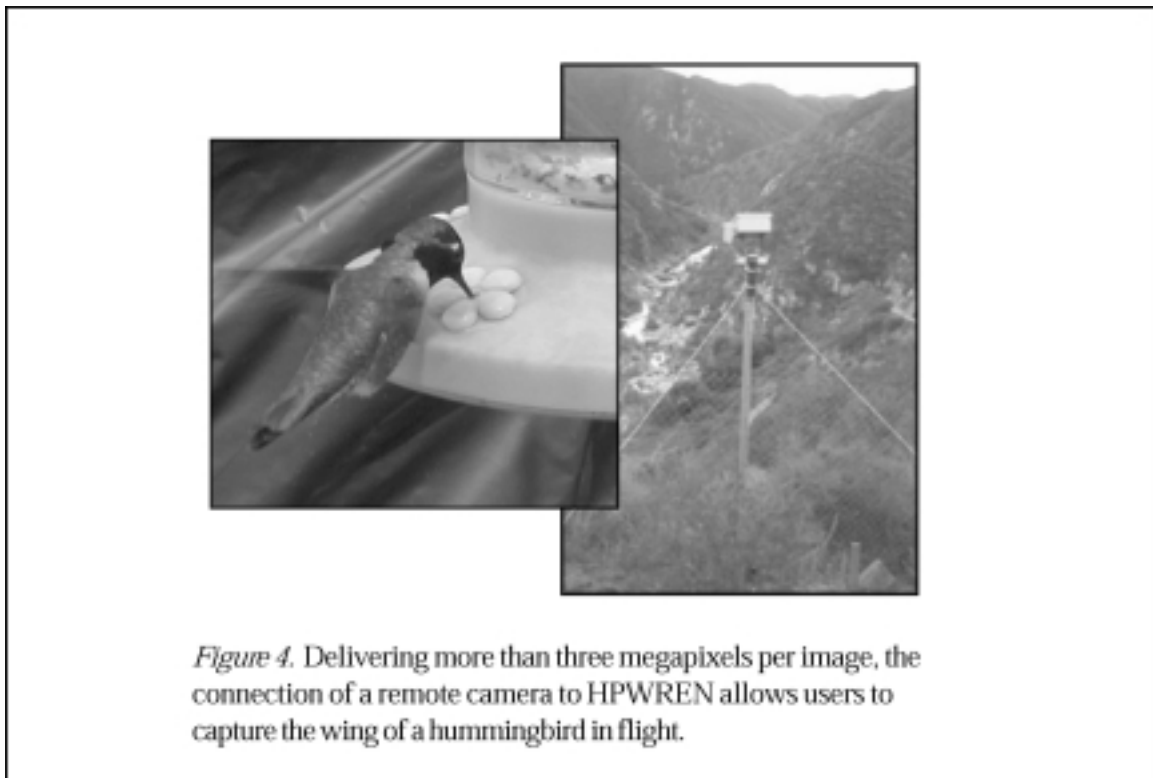 Figure 4. Delivering more than three megapixels per image, the
connection of a remote camera to HPWREN allows users to
capture the wing of a hummingbird in flight.